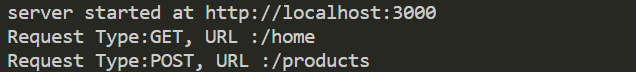 server started at http://localhost:3000
Request Type:GET, URL :/home
Request Type:POST, URL :/products